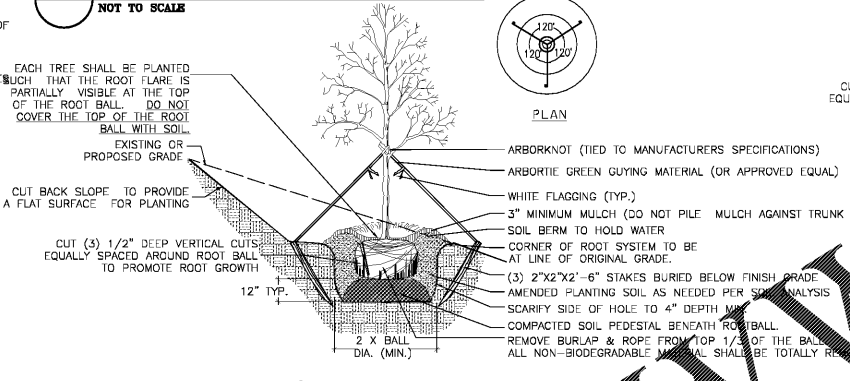 NOT TO SCALE
OF
EACH TREE SHALL BE PLANTED
SUCH THAT THE ROOT FLARE IS
PARTIALLY VISIBLE AT THE TOP
OF THE ROOT BALL. DO NOT
COVER THE TOP OF THE ROOT
BALL WITH SOIL.
EXISTING OR
PROPOSED GRADE
CUT BACK SLOPE TO PROVIDE
A FLAT SURFACE FOR PLANTING
CUT (3) 1/2" DEEP VERTICAL CUTS
EQUALLY SPACED AROUND ROOT BALL
TO PROMOTE ROOT GROWTH
12" TYP.
2 X BALL
DIA. (MIN.)
120°
120° 120°
PLAN
ARBORKNOT (TIED TO MANUFACTURERS SPECIFICATIONS)
ARBORTIE GREEN GUYING MATERIAL (OR APPROVED EQUAL)
WHITE FLAGGING (TYP.)
3" MINIMUM MULCH (DO NOT PILE MULCH AGAINST TRUNK
SOIL BERM TO HOLD WATER
CORNER OF ROOT SYSTEM TO BE
AT LINE OF ORIGINAL GRADE.
(3) 2"X2"X2'-6" STAKES BURIED BELOW FINISH GRADE
AMENDED PLANTING SOIL AS NEEDED PER SOIL ANALYSIS
SCARIFY SIDE OF HOLE TO 4" DEPTH MIN.
COMPACTED SOIL PEDESTAL BENEATH ROOTBALL.
REMOVE BURLAP & ROPE FROM TOP 1/3 OF THE BALL
ALL NON-BIODEGRADABLE MATERIAL SHALL BE TOTALLY
CU
EQU